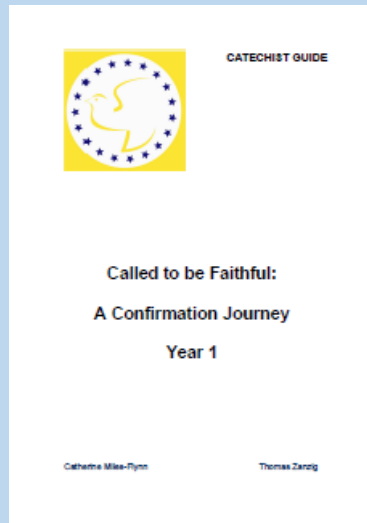 CATECHIST GUIDE
Called to be Faithful:
A Confirmation Journey
Year 1
Catherine Miles-Flynn Thomas Zanzig